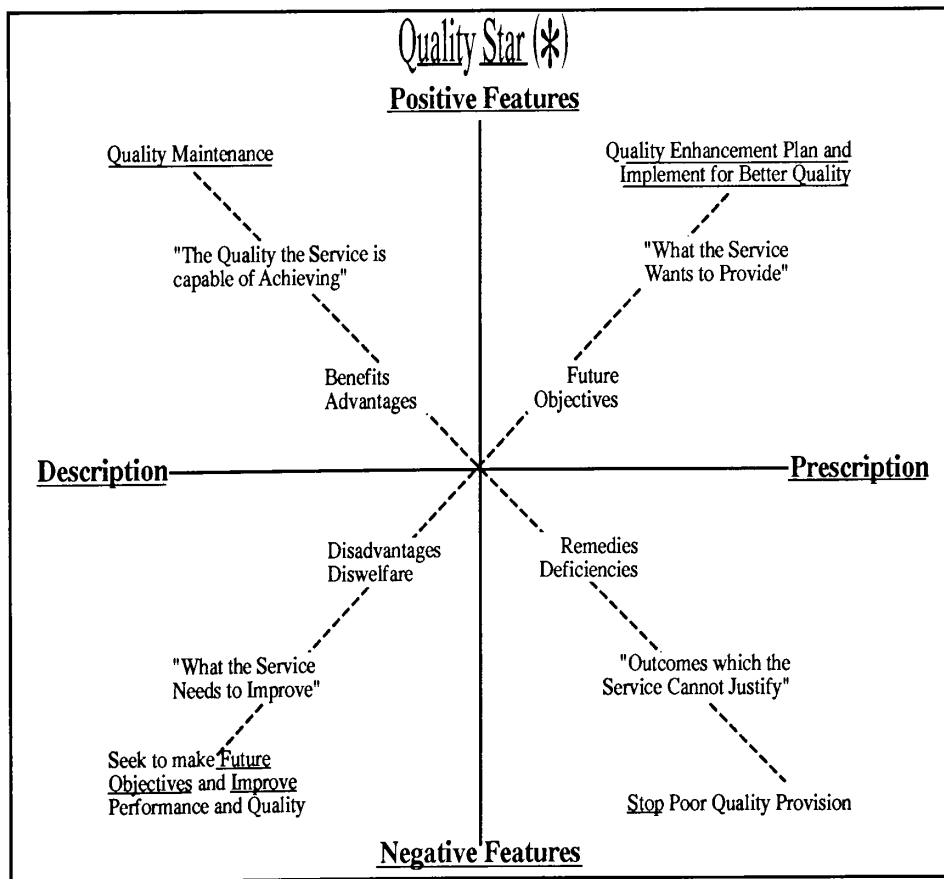 Quality Star (*)
Positive Features
Quality Maintenance
Quality Enhancement Plan and
Implement for Better Quality
"The Quality the Service is
capable of Achieving"
"What the Service
Wants to Provide"
Benefits
Advantages
Future
Objectives
Description
Prescription
Disadvantages
Diswelfare
Remedies
Deficiencies
"What the Service
Needs to Improve"
"Outcomes which the
Service Cannot Justify"
Seek to make Future
Objectives and Improve
Performance and Quality
Stop Poor Quality Provision
Negative Features